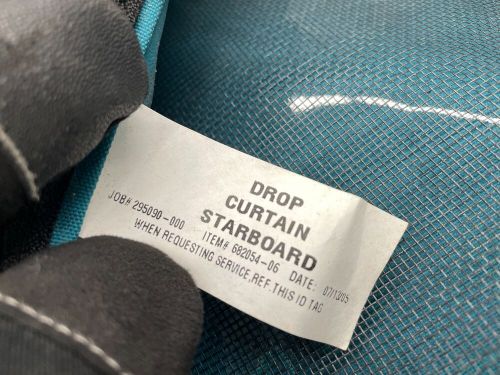 DROP
CURTAIN
STARBOARD
JOB# 295090-000 ITEM# 682054-06 DATE: 07/13/05
WHEN REQUESTING SERVICE,REF.THIS ID TAG